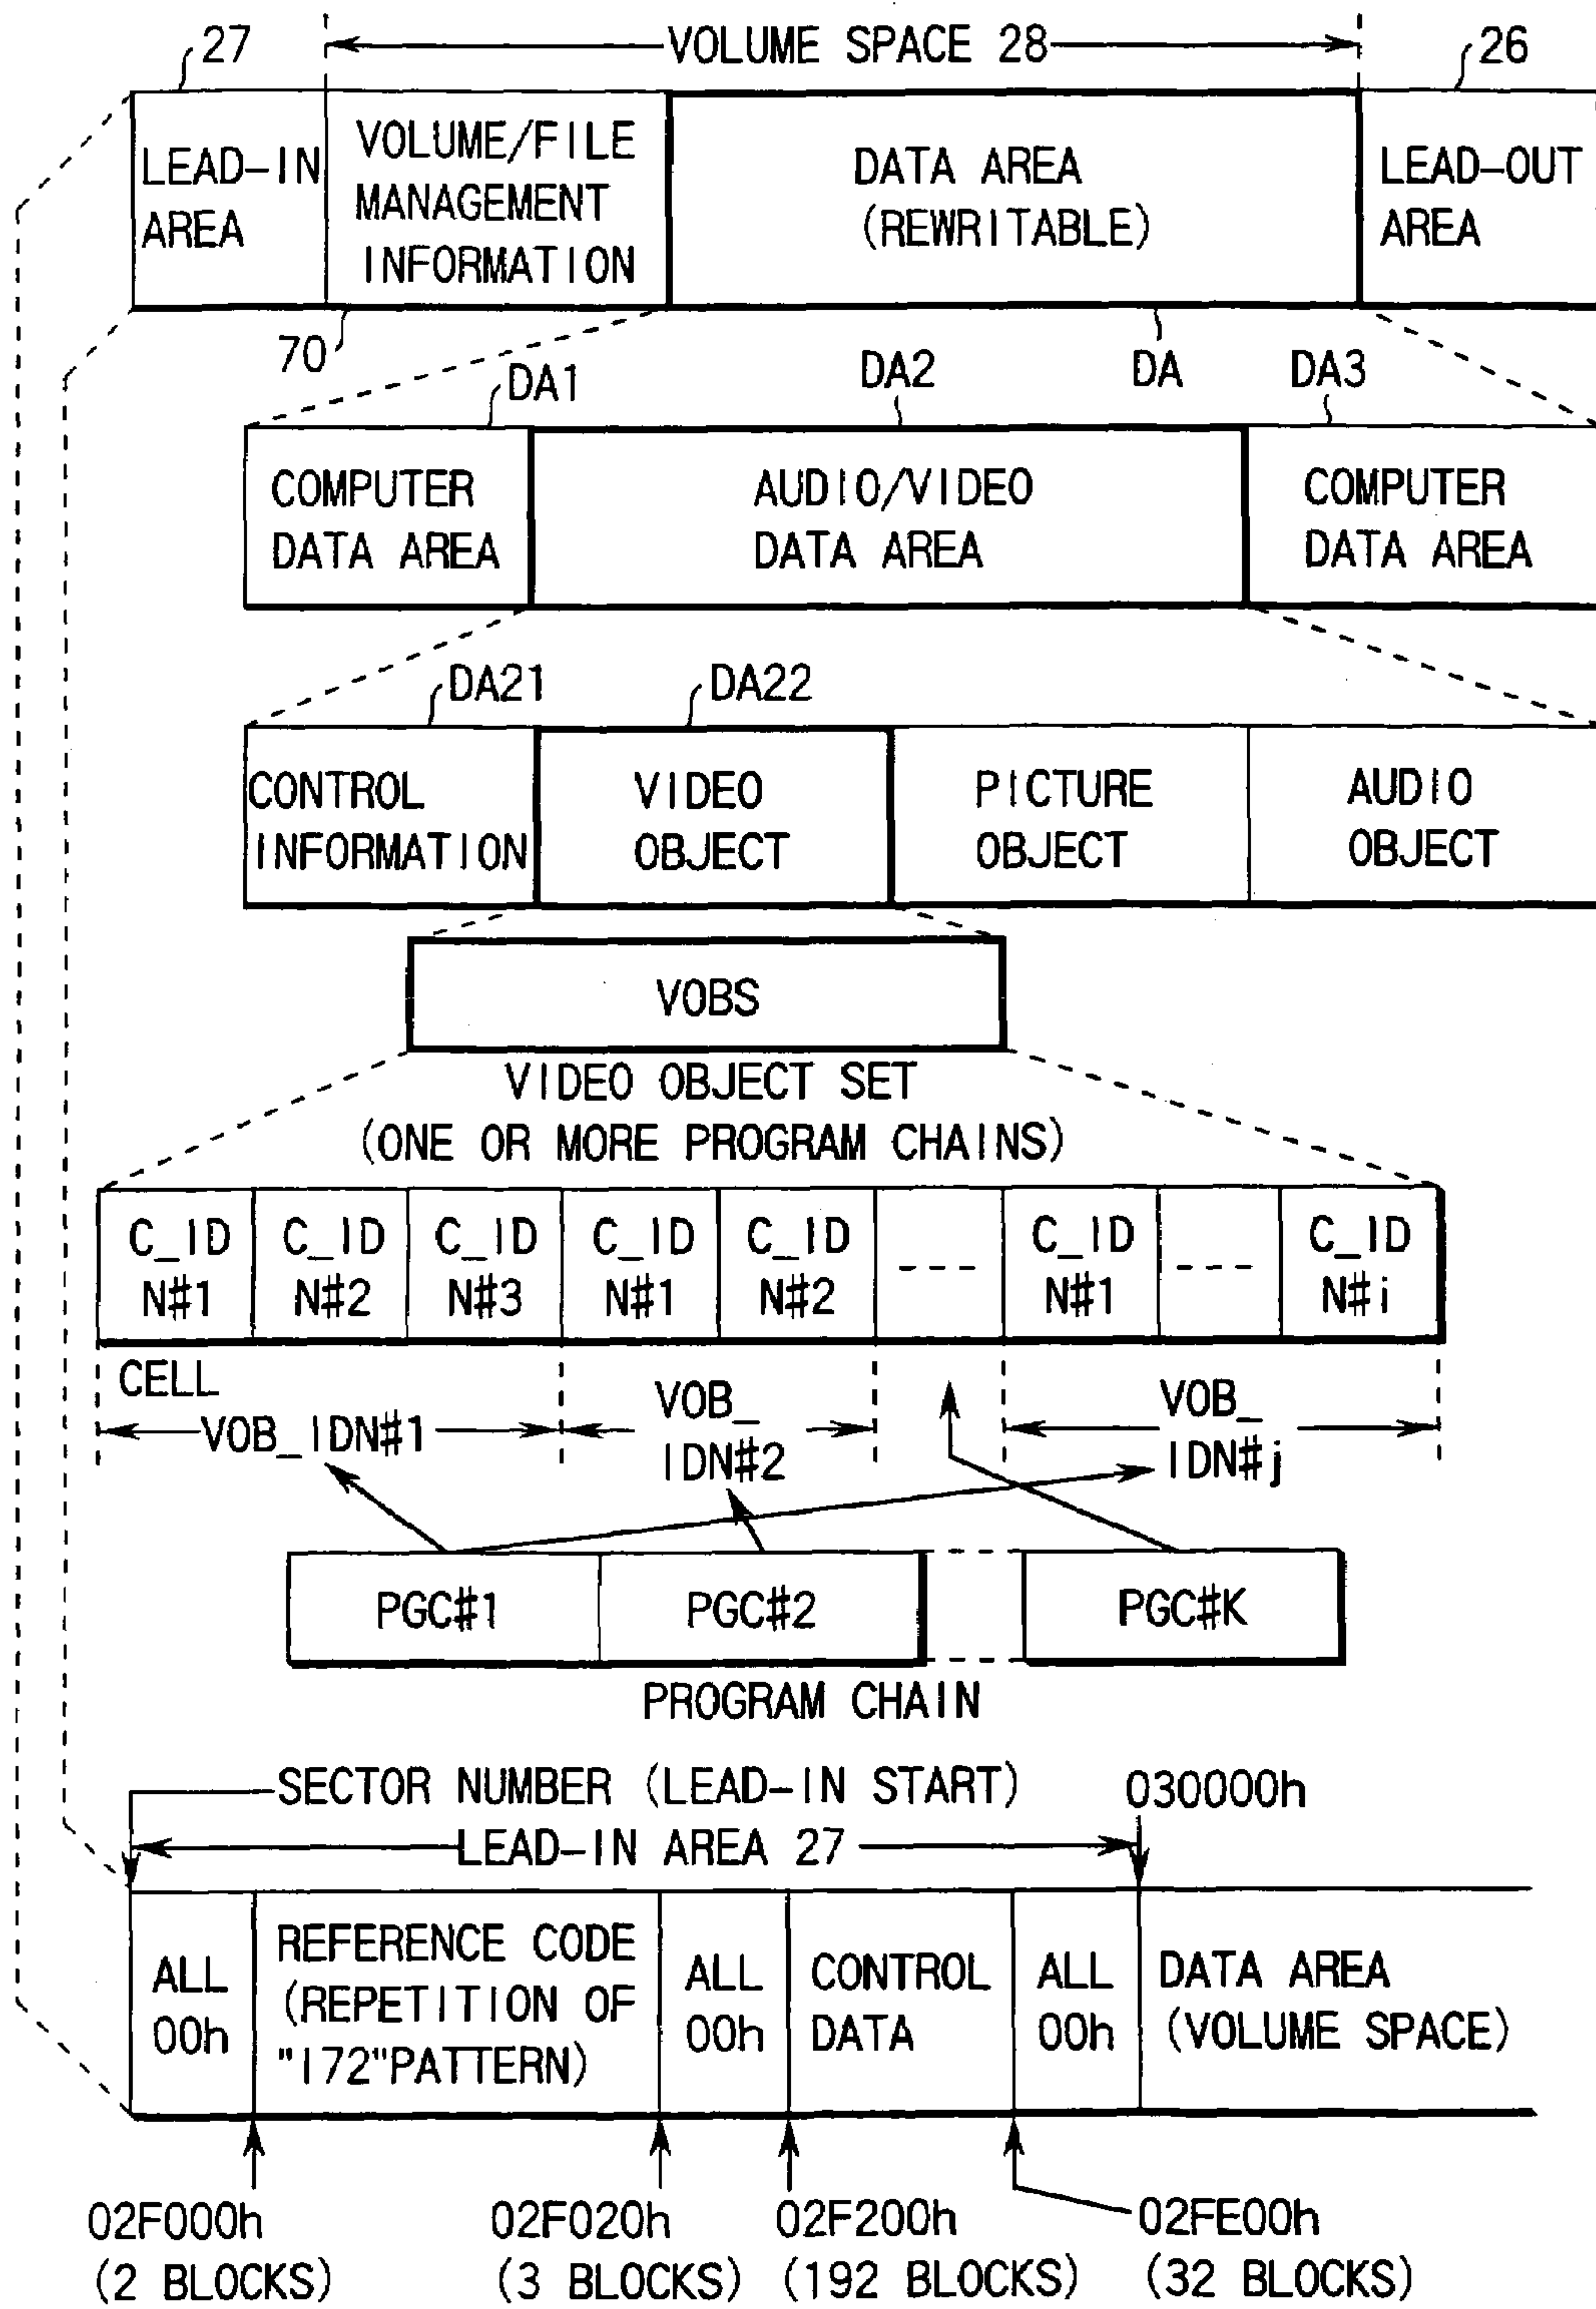 27
VOLUME SPACE 28
26
LEAD-IN
AREA
VOLUME/FILE
MANAGEMENT
INFORMATION
DATA AREA
(REWRITABLE)
LEAD-OUT
AREA
70
DA1
DA2
DA
DA3
COMPUTER
DATA AREA
AUDIO/VIDEO
DATA AREA
COMPUTER
DATA AREA
DA21
DA22
CONTROL
INFORMATION
VIDEO
OBJECT
PICTURE
OBJECT
AUDIO
OBJECT
VOBS
VIDEO OBJECT SET
(ONE OR MORE PROGRAM CHAINS)
C_ID
N#1
C_ID
N#2
C_ID
N#3
C_ID
N#1
C_ID
N#2
----
C_ID
N#1
----
C_ID
N#i
CELL
VOB_IDN#1
VOB_
IDN#2
VOB_
IDN#j
PGC#1
PGC#2
PGC#K
PROGRAM CHAIN
SECTOR NUMBER (LEAD-IN START)
030000h
LEAD-IN AREA 27
ALL
00h
REFERENCE CODE
(REPETITION OF
"172"PATTERN)
ALL
00h
CONTROL
DATA
ALL
00h
DATA AREA
(VOLUME SPACE)
02F000h
(2 BLOCKS)
02F020h
(3 BLOCKS)
02F200h
(192 BLOCKS)
02FE00h
(32 BLOCKS)